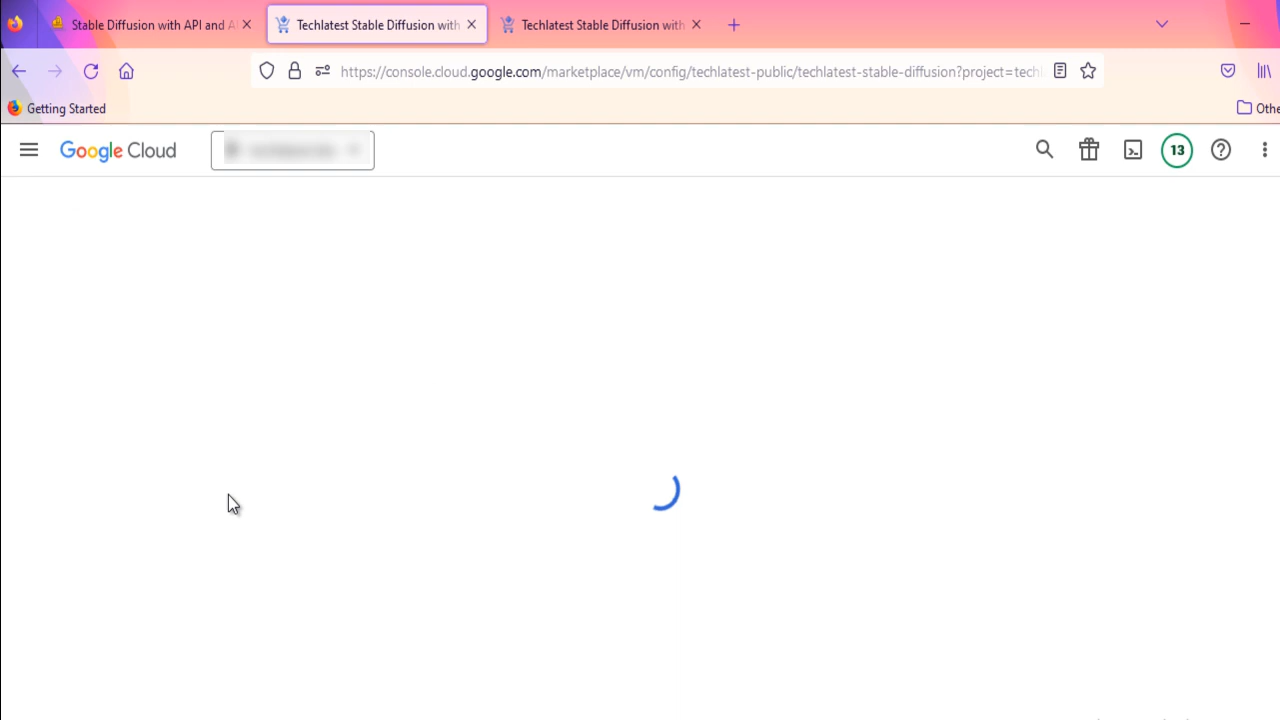 Stable Diffusion with API and A
Techlatest Stable Diffusion with
Techlatest Stable Diffusion with
https://console.cloud.google.com/marketplace/vm/config/techlatest-public/techlatest-stable-diffusion?project=techl
Getting Started
Othe
Google Cloud
13